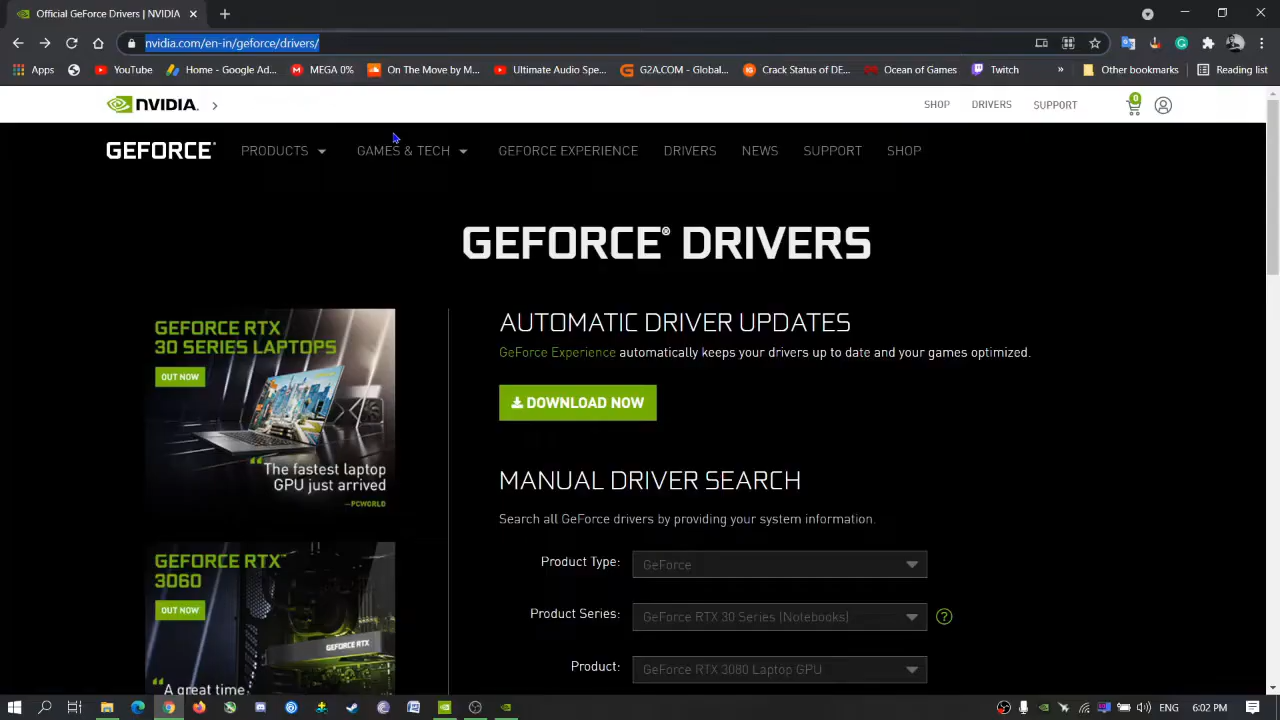 Official GeForce Drivers | NVIDIA
nvidia.com/en-in/geforce/drivers/
Apps YouTube Home - Google Ad... MEGA 0% On The Move by M... Ultimate Audio Spe... G2A.COM - Global... Crack Status of DE... Ocean of Games Twitch » Other bookmarks Reading list
NVIDIA. SHOP DRIVERS SUPPORT 0
GEFORCE® PRODUCTS GAMES & TECH GEFORCE EXPERIENCE DRIVERS NEWS SUPPORT SHOP
GEFORCE® DRIVERS
GEFORCE RTX
30 SERIES LAPTOPS
OUT NOW
"The fastest laptop
GPU just arrived
—PCWORLD
GEFORCE RTX™
3060
OUT NOW
GEFORCE RTX
"A great time
AUTOMATIC DRIVER UPDATES
GeForce Experience automatically keeps your drivers up to date and your games optimized.
DOWNLOAD NOW
MANUAL DRIVER SEARCH
Search all GeForce drivers by providing your system information.
Product Type: GeForce
Product Series: GeForce RTX 30 Series (Notebooks) ?
Product: GeForce RTX 3080 Laptop GPU
ENG 6:02 PM